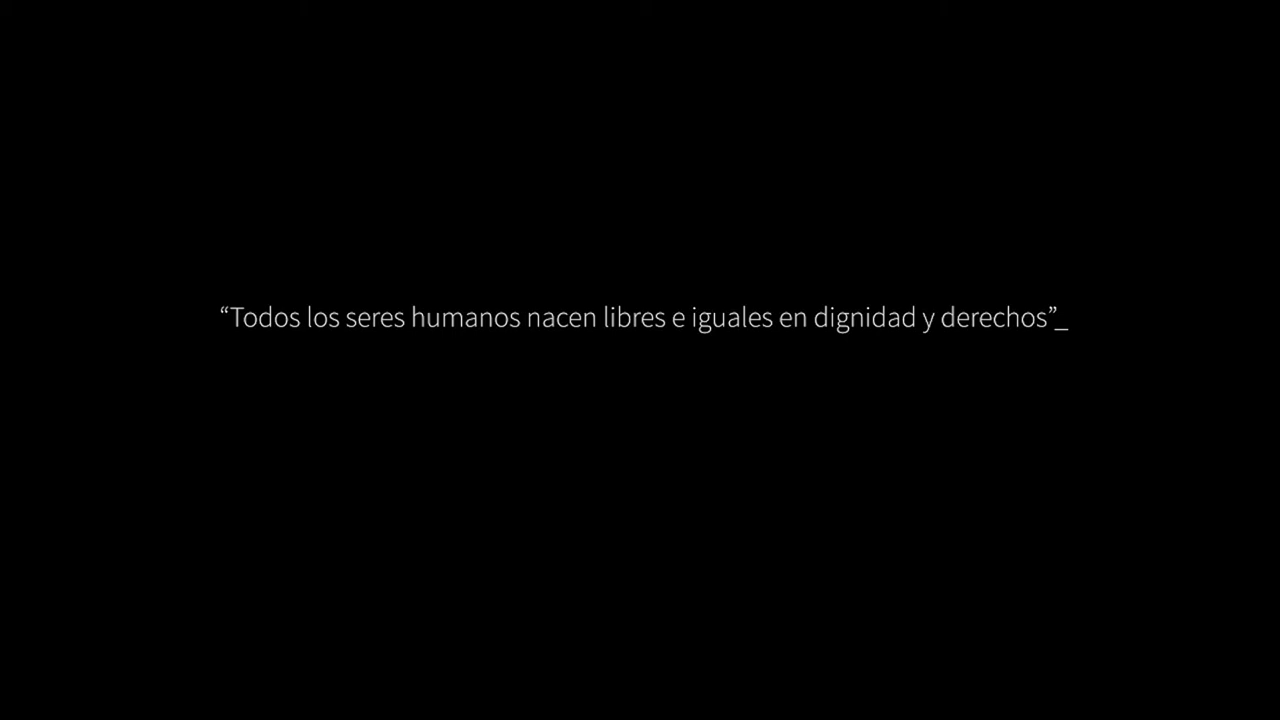 “Todos los seres humanos nacen libres e iguales en dignidad y derechos”_